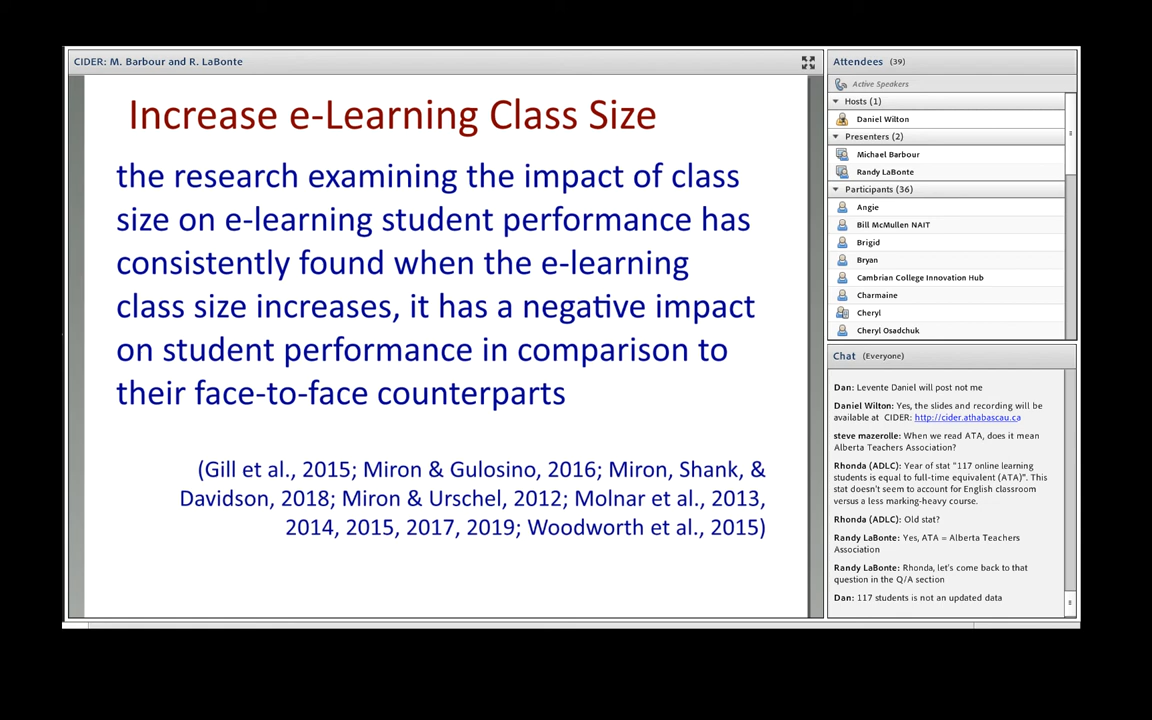 CIDER: M. Barbour and R. LaBonte
Increase e-Learning Class Size
the research examining the impact of class
size on e-learning student performance has
consistently found when the e-learning
class size increases, it has a negative impact
on student performance in comparison to
their face-to-face counterparts
(Gill et al., 2015; Miron & Gulosino, 2016; Miron, Shank, &
Davidson, 2018; Miron & Urschel, 2012; Molnar et al., 2013,
2014, 2015, 2017, 2019; Woodworth et al., 2015)
Attendees (39)
Active Speakers
Hosts (1)
Daniel Wilton
Presenters (2)
Michael Barbour
Randy LaBonte
Participants (36)
Angie
Bill McMullen NAIT
Brigid
Bryan
Cambrian College Innovation Hub
Charmaine
Cheryl
Cheryl Osadchuk
Chat (Everyone)
Dan: Levente Daniel will post not me
Daniel Wilton: Yes, the slides and recording will be
available at CIDER: http://cider.athabascau.ca
steve mazerolle: When we read ATA, does it mean
Alberta Teachers Association?
Rhonda (ADLC): Year of stat "117 online learning
students is equal to full-time equivalent (ATA)". This
stat doesn't seem to account for English classroom
versus a less marking-heavy course.
Rhonda (ADLC): Old stat?
Randy LaBonte: Yes, ATA = Alberta Teachers
Association
Randy LaBonte: Rhonda, let's come back to that
question in the Q/A section
Dan: 117 students is not an updated data